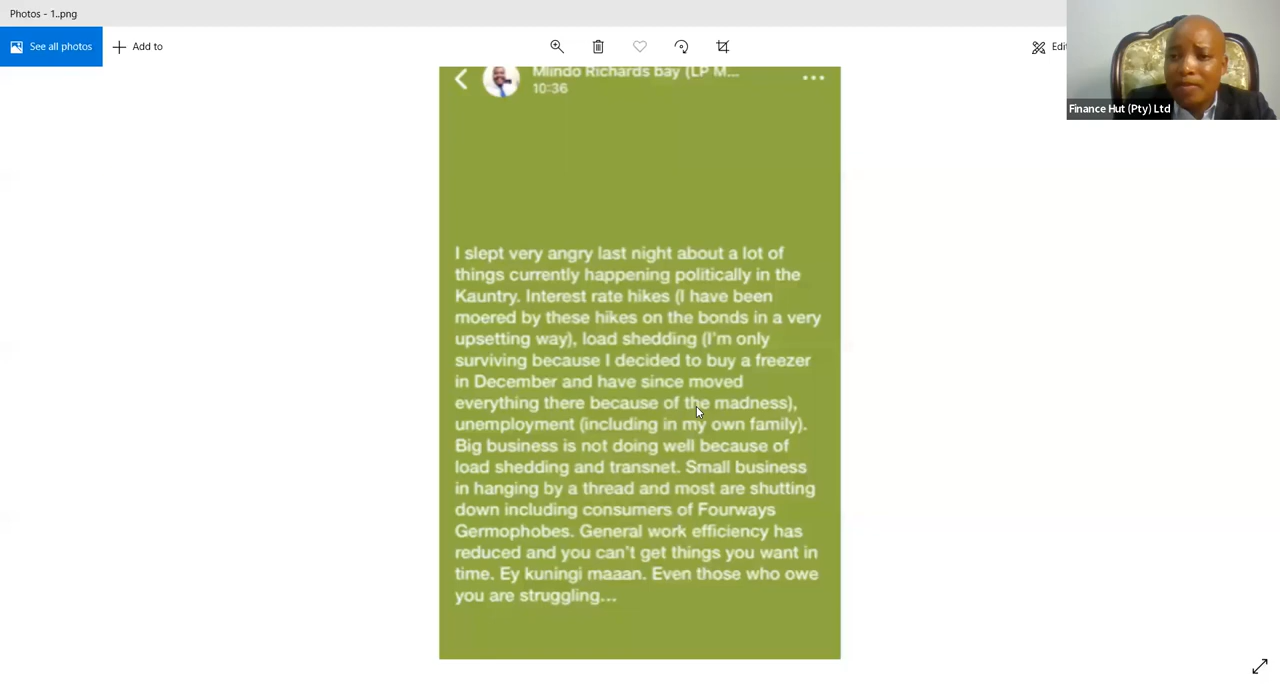 Photos - 1..png
See all photos
Add to
Edi
Finance Hut (Pty) Ltd
Mlindo Richards bay (LP M...
10:36
I slept very angry last night about a lot of
things currently happening politically in the
Kauntry. Interest rate hikes (I have been
moered by these hikes on the bonds in a very
upsetting way), load shedding (I'm only
surviving because I decided to buy a freezer
in December and have since moved
everything there because of the madness),
unemployment (including in my own family).
Big business is not doing well because of
load shedding and transnet. Small business
in hanging by a thread and most are shutting
down including consumers of Fourways
Germophobes. General work efficiency has
reduced and you can't get things you want in
time. Ey kuningi maaan. Even those who owe
you are struggling...